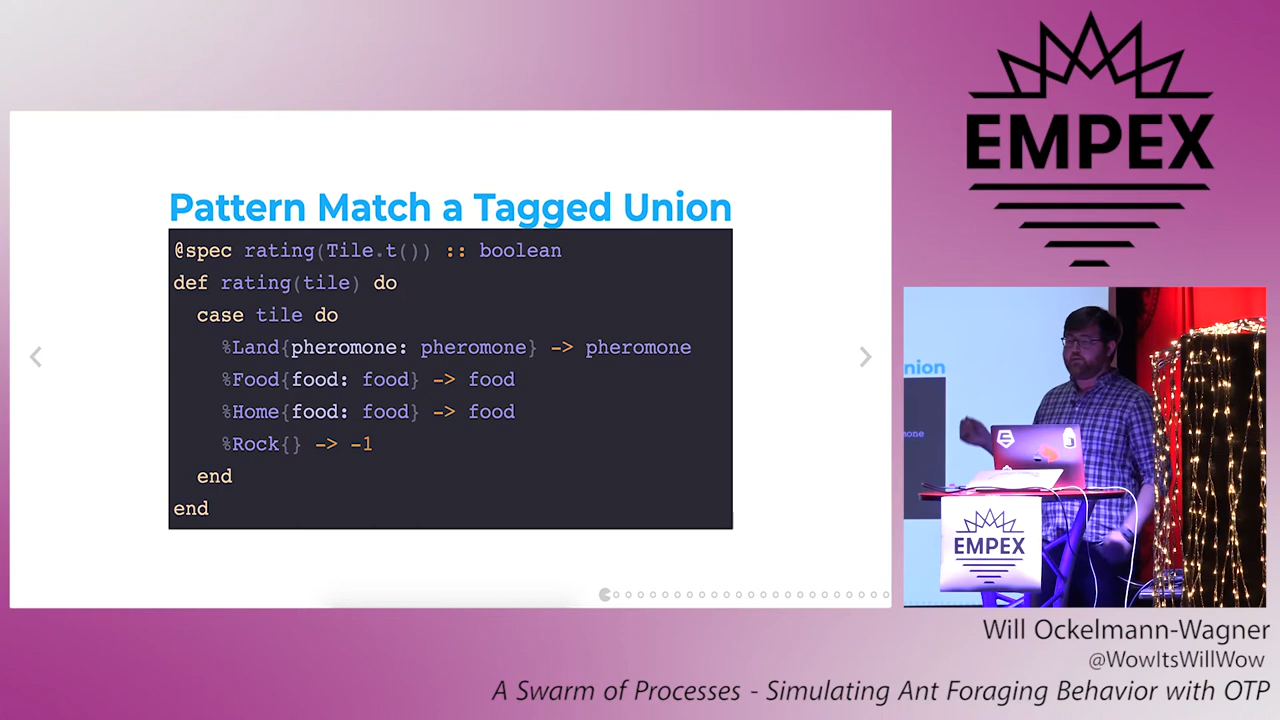 EMPEX
Pattern Match a Tagged Union
@spec rating(Tile.t()) :: boolean
def rating(tile) do
case tile do
%Land{pheromone: pheromone} -> pheromone
%Food{food: food} -> food
%Home{food: food} -> food
%Rock{} -> -1
end
end
nion
one
EMPEX
Will Ockelmann-Wagner
@WowItsWillWow
A Swarm of Processes - Simulating Ant Foraging Behavior with OTP